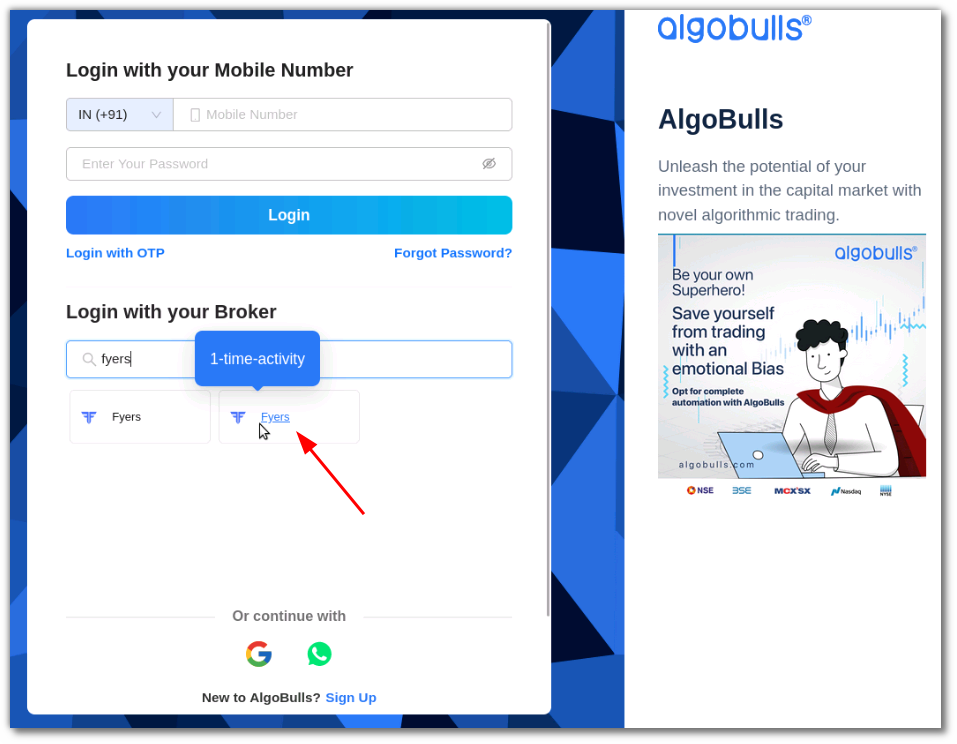 Login with your Mobile Number
IN (+91)
Mobile Number
Enter Your Password
Login
Login with OTP
Forgot Password?
Login with your Broker
fyers
1-time-activity
Fyers
Fyers
Or continue with
New to AlgoBulls? Sign Up
algobulls®
AlgoBulls
Unleash the potential of your
investment in the capital market with
novel algorithmic trading.
algobulls®
Be your own
Superhero!
Save yourself
from trading
with an
emotional Bias
Opt for complete
automation with AlgoBulls
algobulls.com
NSE
BSE
MCX'SX
Nasdaq
NYSE